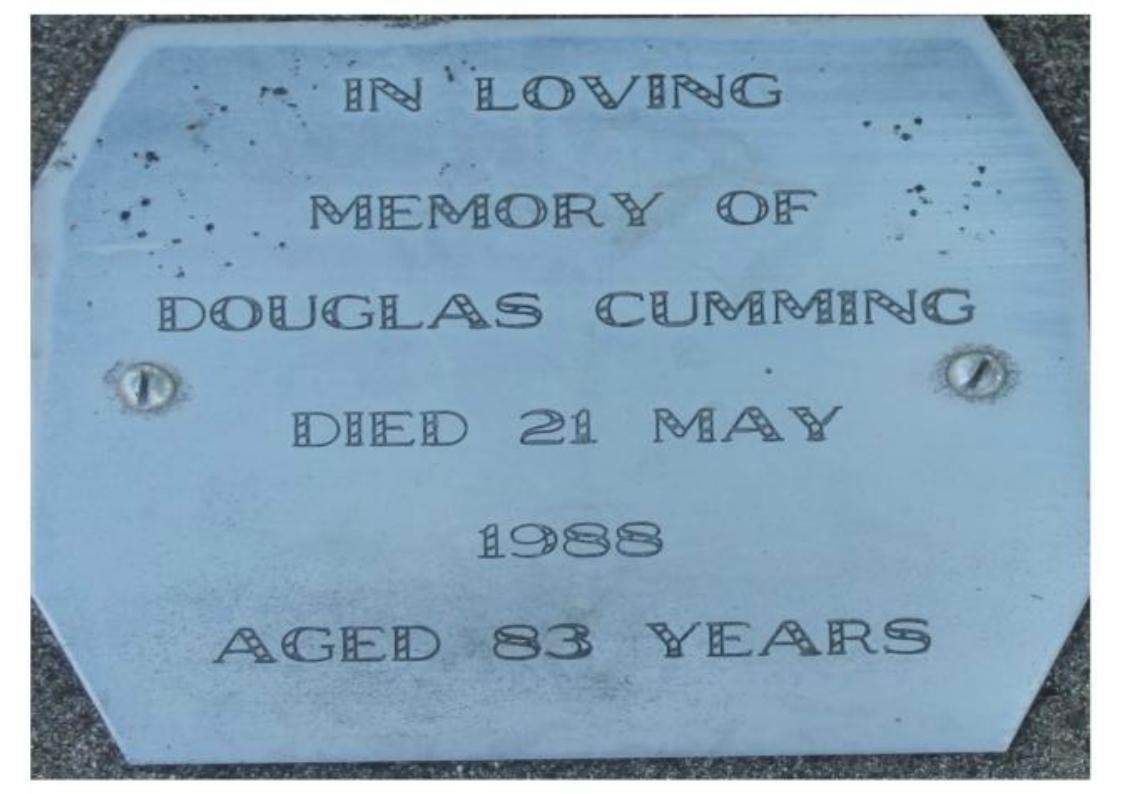 IN LOVING
MEMORY OF
DOUGLAS CUMMING
DIED 21 MAY
1988
AGED 83 YEARS